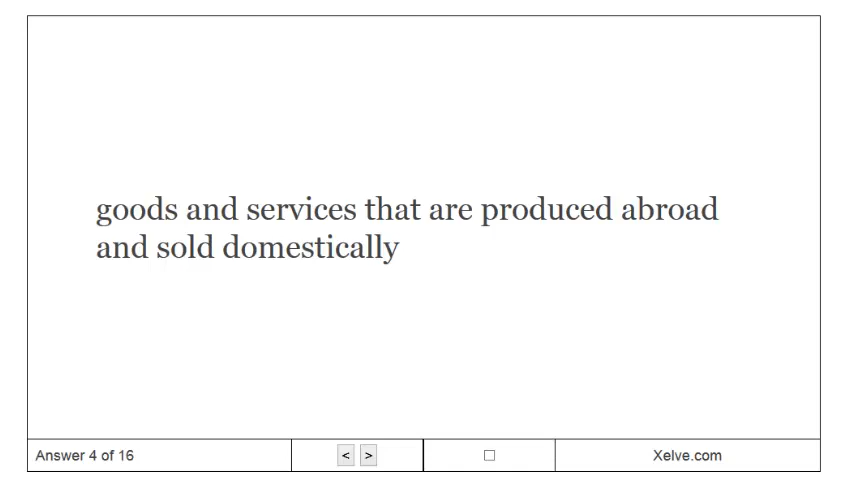 goods and services that are produced abroad
and sold domestically
Answer 4 of 16 < > Xelve.com